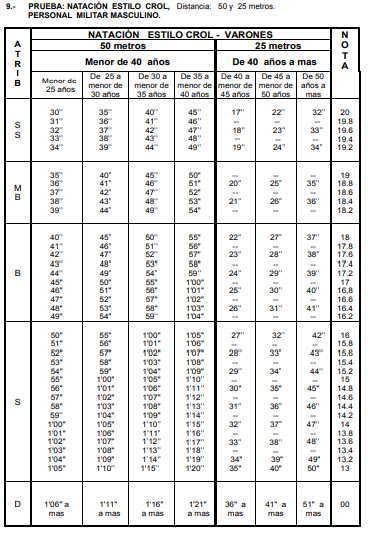 9.- PRUEBA: NATACIÓN ESTILO CROL, Distancia: 50 y 25 metros.
PERSONAL MILITAR MASCULINO.
ATRIB NATACIÓN ESTILO CROL - VARONES NOTA
50 metros 25 metros
Menor de 40 años De 40 a más
Menor de 25 años De 25 a menor de 30 años De 30 a menor de 35 años De 35 a menor de 40 años De 40 a menor de 45 años De 45 a menor de 50 años De 50 años a mas
SS
30'' 35'' 40'' 45'' 17'' 22'' 32'' 20
31'' 36'' 41'' 46'' -- -- -- 19.8
32'' 37'' 42'' 47'' 18'' 23'' 33'' 19.6
33'' 38'' 43'' 48'' -- -- -- 19.4
34'' 39'' 44'' 49'' 19'' 24'' 34'' 19.2
MB
35'' 40'' 45'' 50'' -- -- -- 19
36'' 41'' 46'' 51'' 20'' 25'' 35'' 18.8
37'' 42'' 47'' 52'' -- -- -- 18.6
38'' 43'' 48'' 53'' 21'' 26'' 36'' 18.4
39'' 44'' 49'' 54'' -- -- -- 18.2
B
40'' 45'' 50'' 55'' 22'' 27'' 37'' 18
41'' 46'' 51'' 56'' -- -- -- 17.8
42'' 47'' 52'' 57'' 23'' 28'' 38'' 17.6
43'' 48'' 53'' 58'' -- -- -- 17.4
44'' 49'' 54'' 59'' 24'' 29'' 39'' 17.2
45'' 50'' 55'' 1'00'' -- -- -- 17
46'' 51'' 56'' 1'01'' 25'' 30'' 40'' 16,8
47'' 52'' 57'' 1'02'' -- -- -- 16.6
48'' 53'' 58'' 1'03'' 26'' 31'' 41'' 16.4
49'' 54'' 59'' 1'04'' -- -- -- 16.2
S
50'' 55'' 1'00'' 1'05'' 27'' 32'' 42'' 16
51'' 56'' 1'01'' 1'06'' -- -- -- 15.8
52'' 57'' 1'02'' 1'07'' 28'' 33'' 43'' 15.6
53'' 58'' 1'03'' 1'08'' -- -- -- 15.4
54'' 59'' 1'04'' 1'09'' 29'' 34'' 44'' 15.2
55'' 1'00'' 1'05'' 1'10'' -- -- -- 15
56'' 1'01'' 1'06'' 1'11'' 30'' 35'' 45'' 14.8
57'' 1'02'' 1'07'' 1'12'' -- -- -- 14.6
58'' 1'03'' 1'08'' 1'13'' 31'' 36'' 46'' 14.4
59'' 1'04'' 1'09'' 1'14'' -- -- -- 14.2
1'00'' 1'05'' 1'10'' 1'15'' 32'' 37'' 47'' 14
1'01'' 1'06'' 1'11'' 1'16'' -- -- -- 13.8
1'02'' 1'07'' 1'12'' 1'17'' 33'' 38'' 48'' 13.6
1'03'' 1'08'' 1'13'' 1'18'' -- -- -- 13.4
1'04'' 1'09'' 1'14'' 1'19'' 34'' 39'' 49'' 13.2
1'05'' 1'10'' 1'15'' 1'20'' 35'' 40'' 50'' 13
D 1'06'' a mas 1'11'' a mas 1'16'' a mas 1'21'' a mas 36'' a mas 41'' a mas 51'' a mas 00